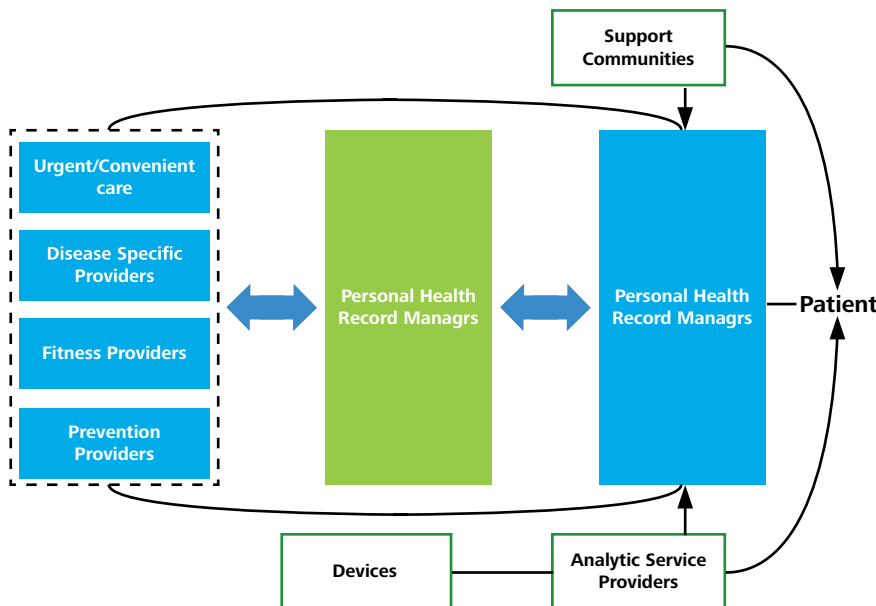 Support
Communities
Urgent/Convenient
care
Disease Specific
Providers
Fitness Providers
Prevention
Providers
Personal Health
Record Managrs
Personal Health
Record Managrs
Patient
Devices
Analytic Service
Providers